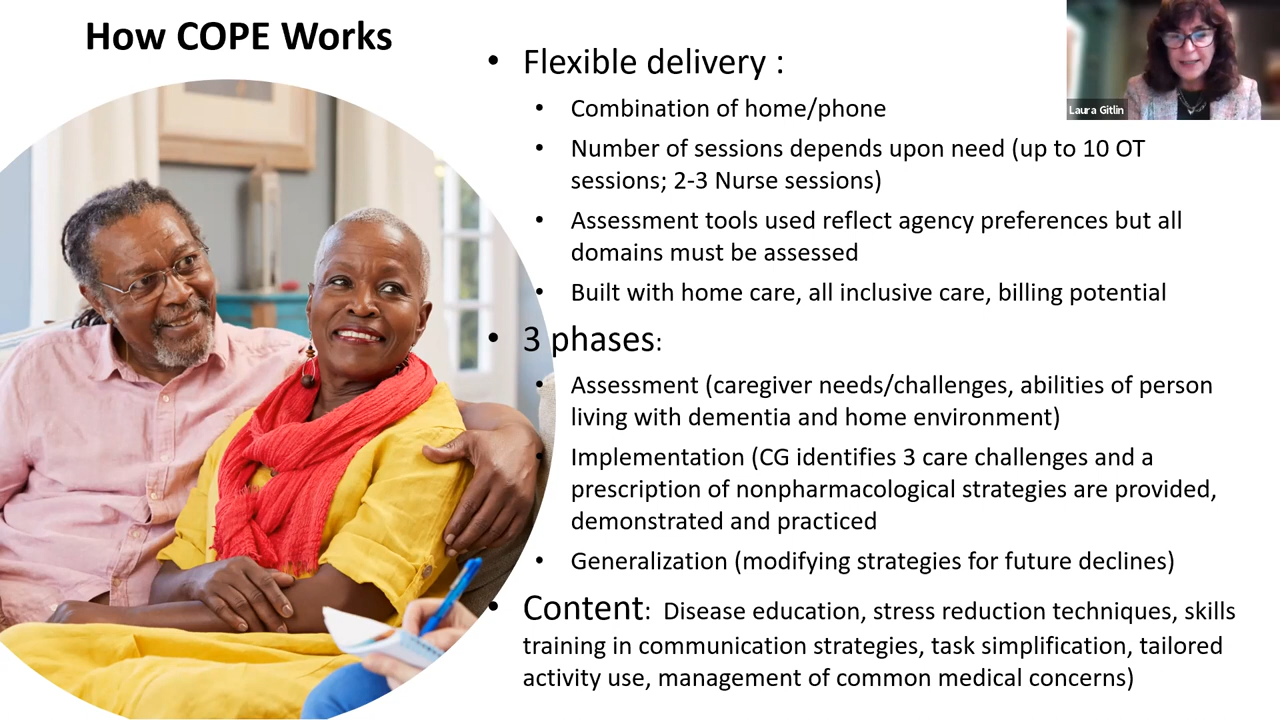 How COPE Works
• Flexible delivery :
• Combination of home/phone
• Number of sessions depends upon need (up to 10 OT
sessions; 2-3 Nurse sessions)
• Assessment tools used reflect agency preferences but all
domains must be assessed
• Built with home care, all inclusive care, billing potential
• 3 phases:
• Assessment (caregiver needs/challenges, abilities of person
living with dementia and home environment)
• Implementation (CG identifies 3 care challenges and a
prescription of nonpharmacological strategies are provided,
demonstrated and practiced
• Generalization (modifying strategies for future declines)
• Content: Disease education, stress reduction techniques, skills
training in communication strategies, task simplification, tailored
activity use, management of common medical concerns)
Laura Gitlin